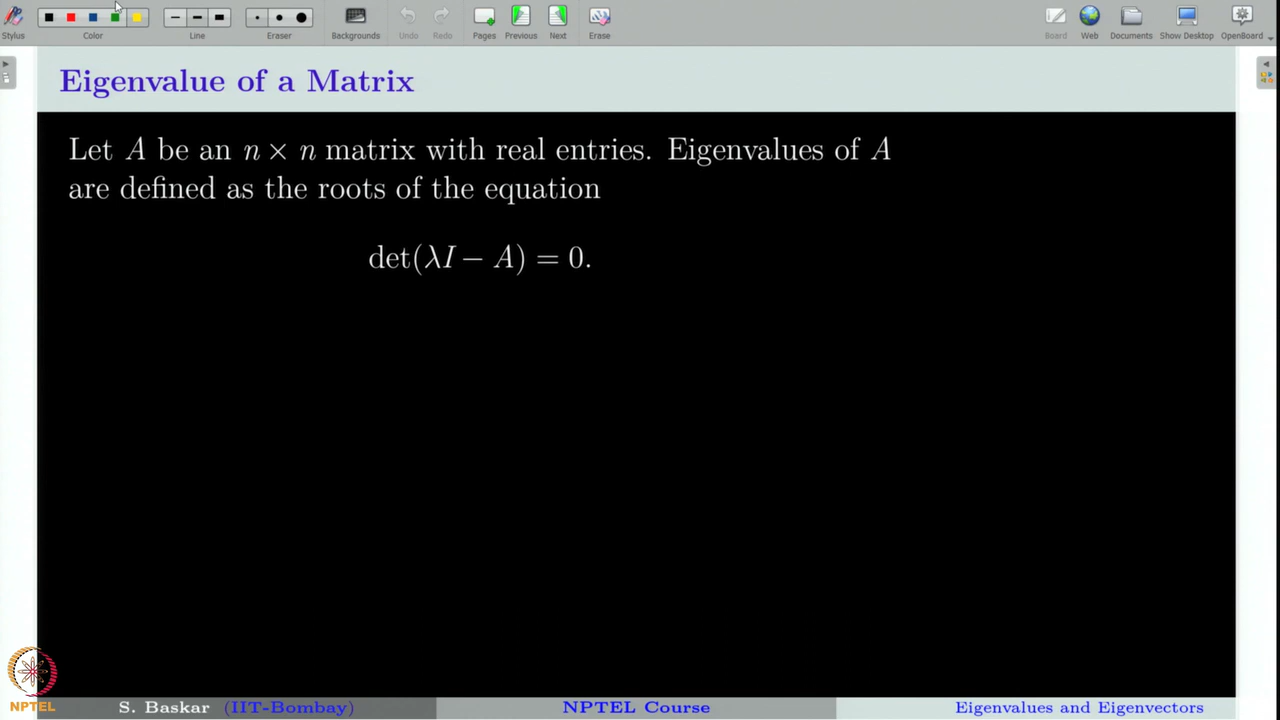 Stylus
Color
Line
Eraser
Backgrounds
Undo
Redo
Pages
Previous
Next
Erase
Board
Web
Documents
Show Desktop
OpenBoard
Eigenvalue of a Matrix
Let A be an n × n matrix with real entries. Eigenvalues of A
are defined as the roots of the equation
det(λI − A) = 0.
NPTEL
S. Baskar (IIT-Bombay)
NPTEL Course
Eigenvalues and Eigenvectors